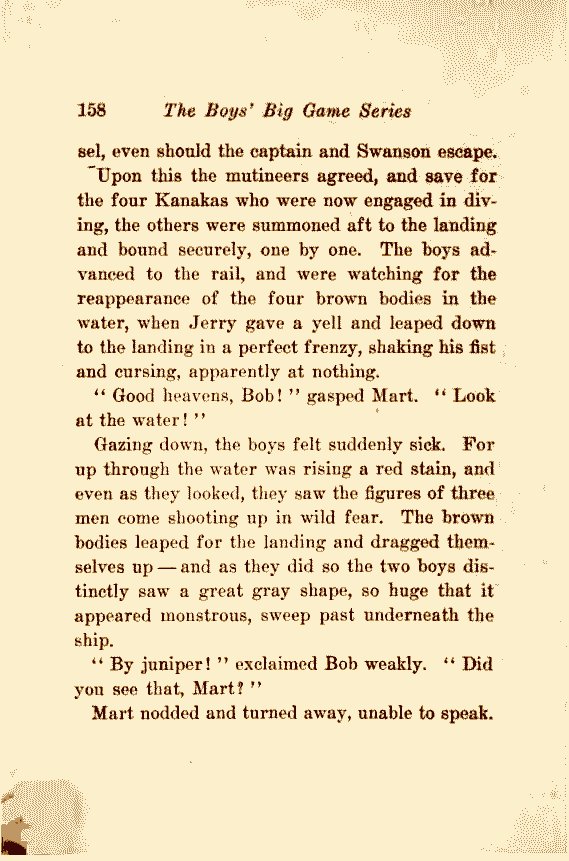 158 The Boys' Big Game Series
sel, even should the captain and Swanson escape.
Upon this the mutineers agreed, and save for
the four Kanakas who were now engaged in div-
ing, the others were summoned aft to the landing
and bound securely, one by one. The boys ad-
vanced to the rail, and were watching for the
reappearance of the four brown bodies in the
water, when Jerry gave a yell and leaped down
to the landing in a perfect frenzy, shaking his fist
and cursing, apparently at nothing.
“ Good heavens, Bob! ” gasped Mart. “ Look
at the water! ”
Gazing down, the boys felt suddenly sick. For
up through the water was rising a red stain, and
even as they looked, they saw the figures of three
men come shooting up in wild fear. The brown
bodies leaped for the landing and dragged them-
selves up — and as they did so the two boys dis-
tinctly saw a great gray shape, so huge that it
appeared monstrous, sweep past underneath the
ship.
“ By juniper! ” exclaimed Bob weakly. “ Did
you see that, Mart? ”
Mart nodded and turned away, unable to speak.